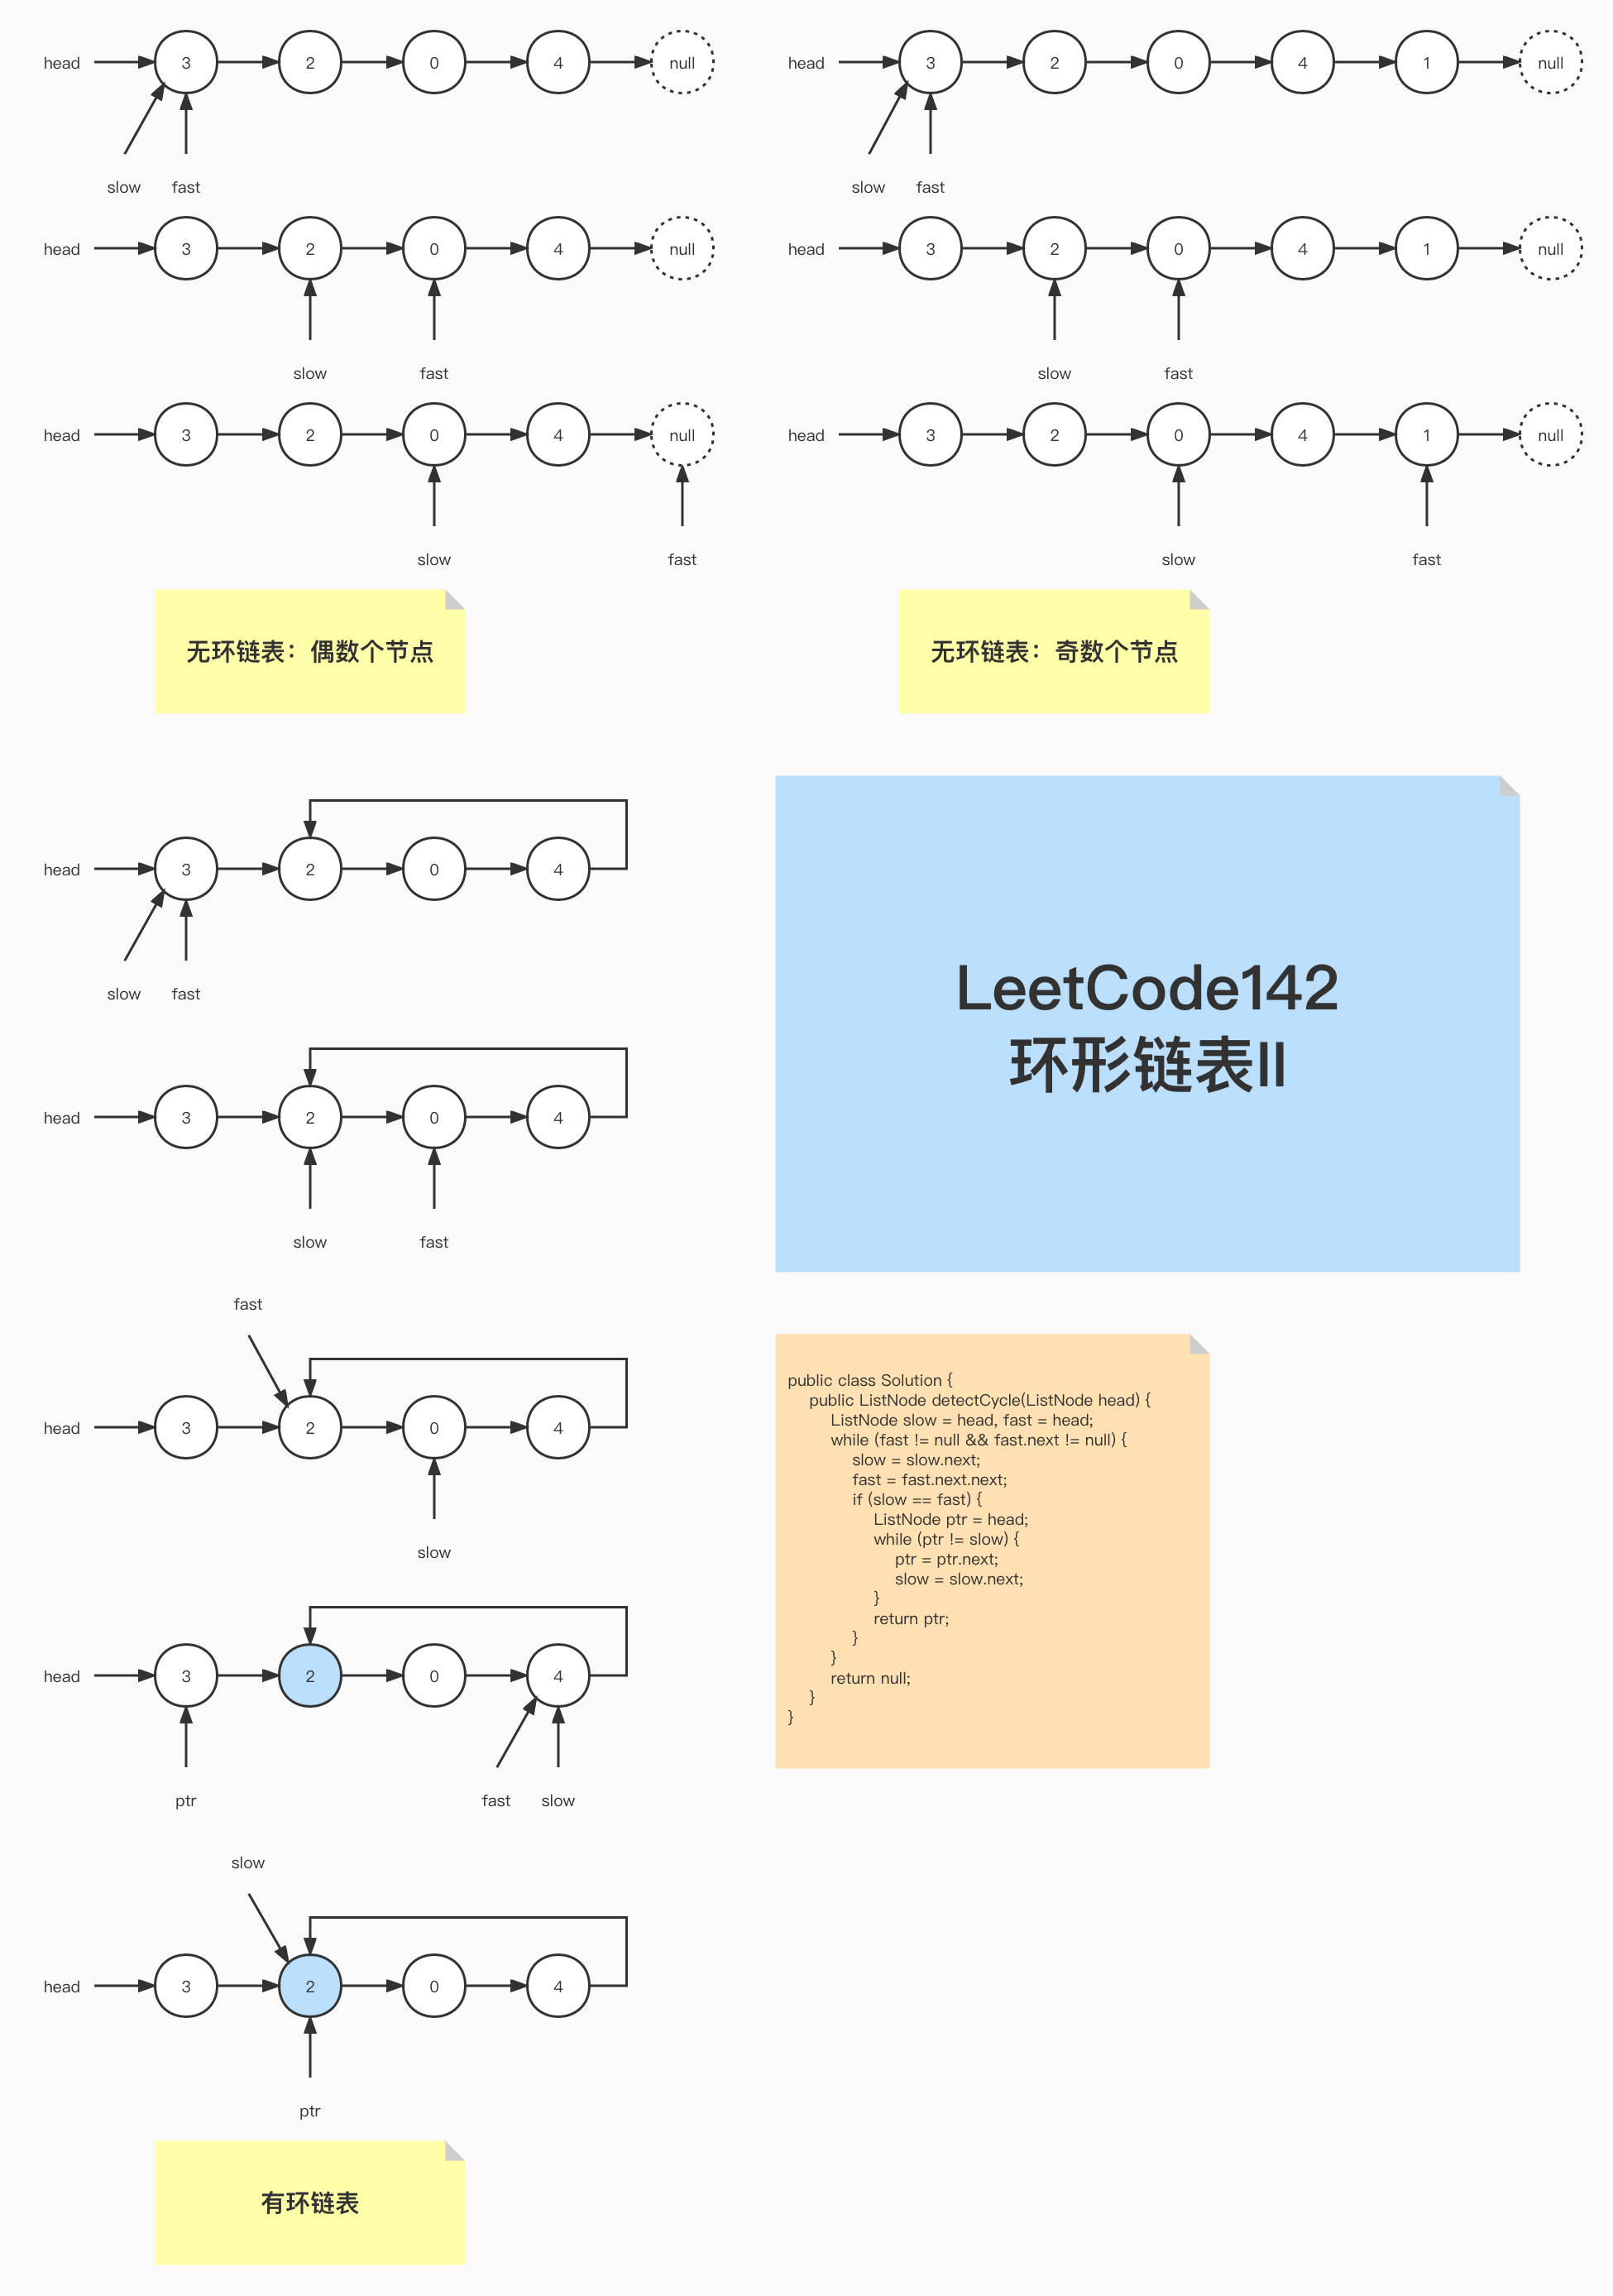 head 3 2 0 4 null
slow fast
head 3 2 0 4 null
slow fast
head 3 2 0 4 null
slow fast
无环链表：偶数个节点
head 3 2 0 4 1 null
slow fast
head 3 2 0 4 1 null
slow fast
head 3 2 0 4 1 null
slow fast
无环链表：奇数个节点
head 3 2 0 4
slow fast
head 3 2 0 4
slow fast
fast
head 3 2 0 4
slow
head 3 2 0 4
ptr fast slow
slow
head 3 2 0 4
ptr
有环链表
LeetCode142
环形链表II
public class Solution {
public ListNode detectCycle(ListNode head) {
ListNode slow = head, fast = head;
while (fast != null && fast.next != null) {
slow = slow.next;
fast = fast.next.next;
if (slow == fast) {
ListNode ptr = head;
while (ptr != slow) {
ptr = ptr.next;
slow = slow.next;
}
return ptr;
}
}
return null;
}
}